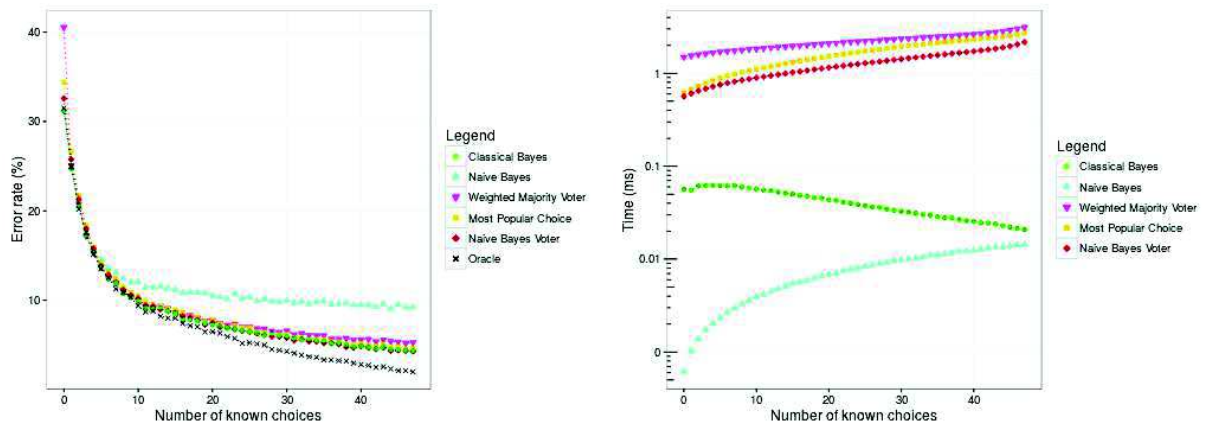 40
30
20
10
0
10
20
30
40
Error rate (%)
Number of known choices
Legend
Classical Bayes
Naive Bayes
Weighted Majority Voter
Most Popular Choice
Naive Bayes Voter
Oracle
1
0.1
0.01
0
0
10
20
30
40
Time (ms)
Number of known choices
Legend
Classical Bayes
Naive Bayes
Weighted Majority Voter
Most Popular Choice
Naive Bayes Voter